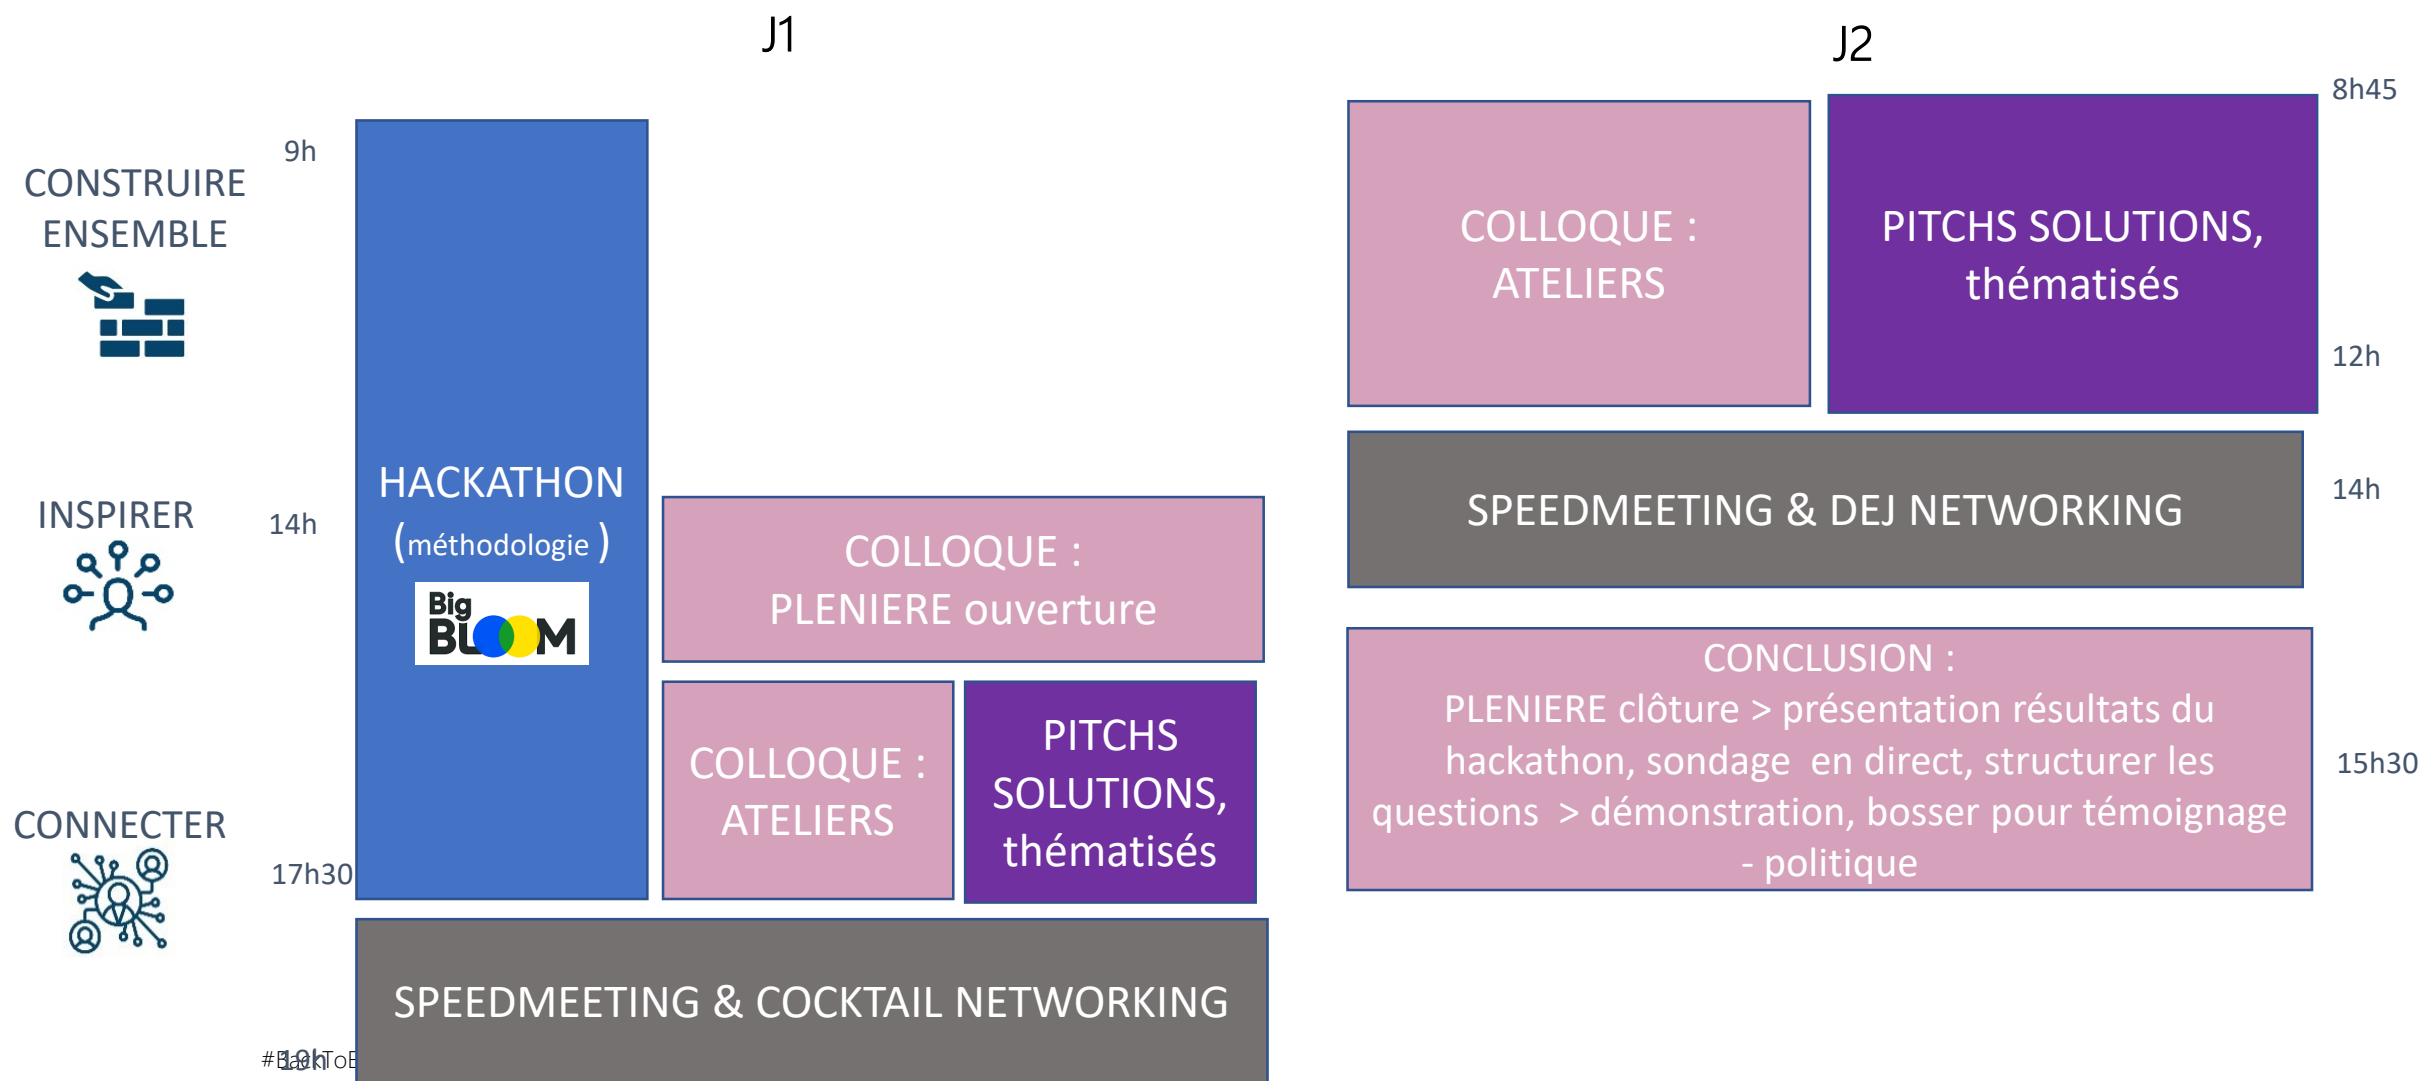 J1
J2
CONSTRUIRE
ENSEMBLE
INSPIRER
CONNECTER
9h
14h
17h30
19h
HACKATHON
(méthodologie )
Big
BLOOM
COLLOQUE :
PLENIERE ouverture
COLLOQUE :
ATELIERS
PITCHS
SOLUTIONS,
thématisés
SPEEDMEETING & COCKTAIL NETWORKING
COLLOQUE :
ATELIERS
PITCHS SOLUTIONS,
thématisés
SPEEDMEETING & DEJ NETWORKING
CONCLUSION :
PLENIERE clôture > présentation résultats du
hackathon, sondage  en direct, structurer les
questions  > démonstration, bosser pour témoignage
- politique
8h45
12h
14h
15h30